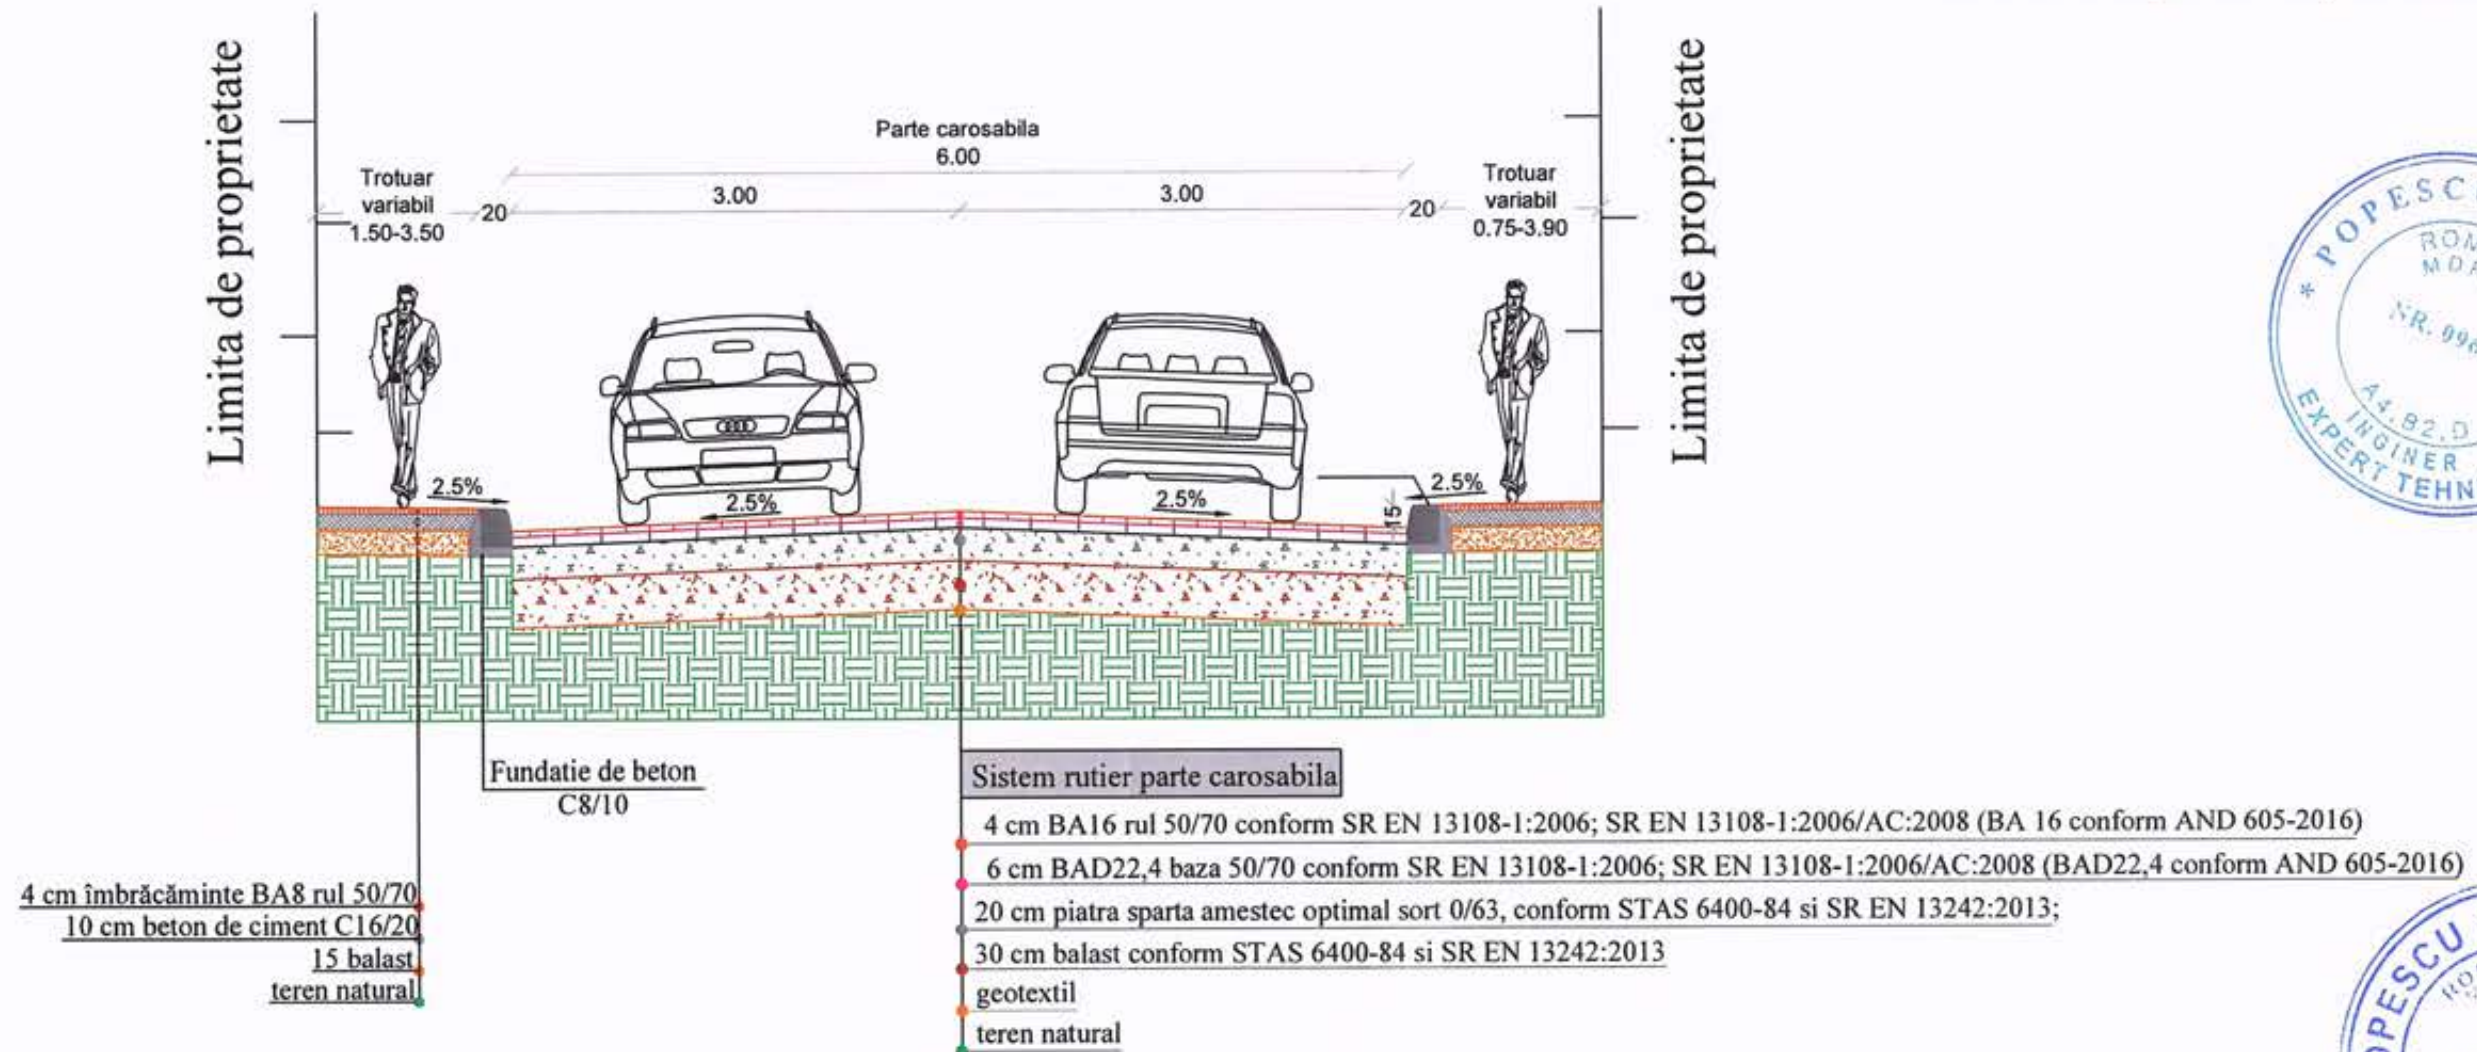 Limita de proprietate
Limita de proprietate
Parte carosabila
6.00
3.00
3.00
Trotuar
variabil
1.50-3.50
20
20
Trotuar
variabil
0.75-3.90
2.5%
2.5%
2.5%
2.5%
15
Fundatie de beton
C8/10
4 cm îmbrăcăminte BA8 rul 50/70
10 cm beton de ciment C16/20
15 balast
teren natural
Sistem rutier parte carosabila
4 cm BA16 rul 50/70 conform SR EN 13108-1:2006; SR EN 13108-1:2006/AC:2008 (BA 16 conform AND 605-2016)
6 cm BAD22,4 baza 50/70 conform SR EN 13108-1:2006; SR EN 13108-1:2006/AC:2008 (BAD22,4 conform AND 605-2016)
20 cm piatra sparta amestec optimal sort 0/63, conform STAS 6400-84 si SR EN 13242:2013;
30 cm balast conform STAS 6400-84 si SR EN 13242:2013
geotextil
teren natural
* POPESC
NR. 09
A4,B2,D
INGINER
EXPERT TEHN
OPESCU